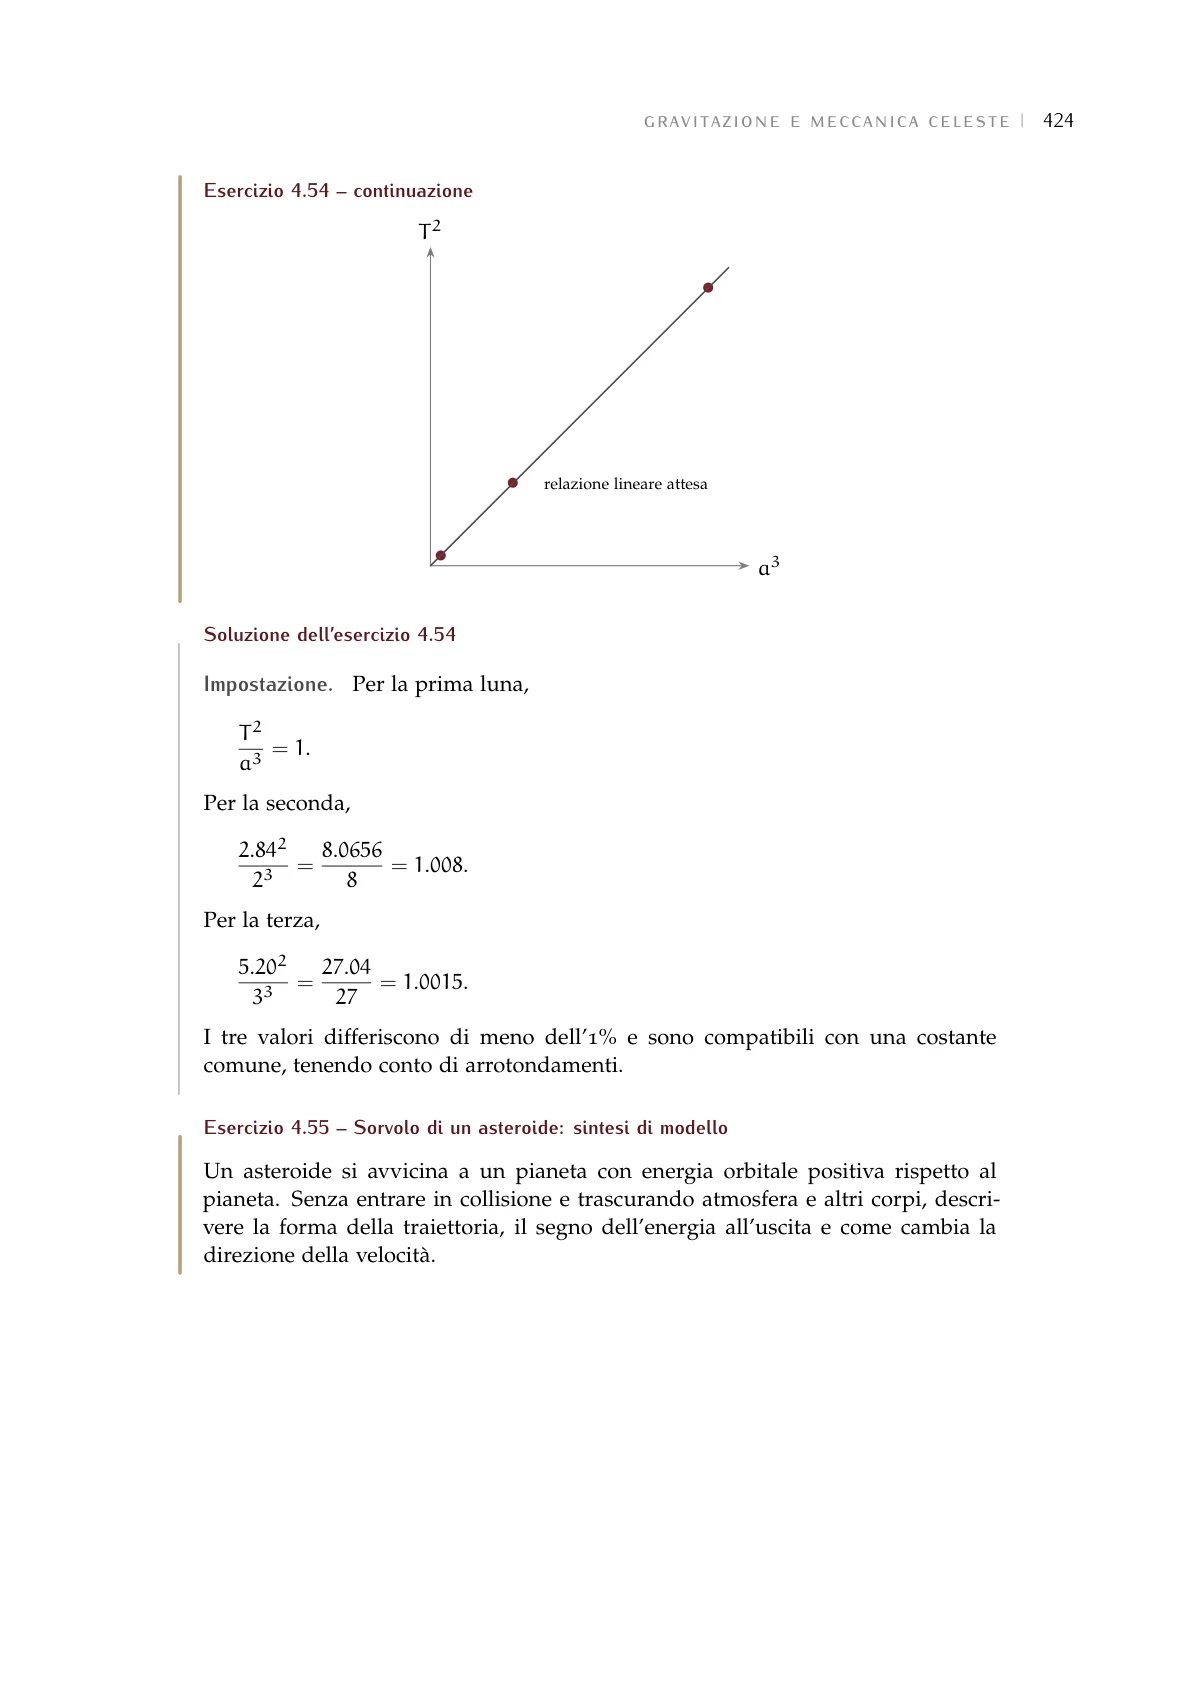 GRAVITAZIONE E MECCANICA CELESTE | 424
Esercizio 4.54 – continuazione
T²
relazione lineare attesa
a³
Soluzione dell'esercizio 4.54
Impostazione. Per la prima luna,
T²/a³ = 1.
Per la seconda,
2.84²/2³ = 8.0656/8 = 1.008.
Per la terza,
5.20²/3³ = 27.04/27 = 1.0015.
I tre valori differiscono di meno dell'1% e sono compatibili con una costante
comune, tenendo conto di arrotondamenti.
Esercizio 4.55 – Sorvolo di un asteroide: sintesi di modello
Un asteroide si avvicina a un pianeta con energia orbitale positiva rispetto al
pianeta. Senza entrare in collisione e trascurando atmosfera e altri corpi, descri-
vere la forma della traiettoria, il segno dell'energia all'uscita e come cambia la
direzione della velocità.